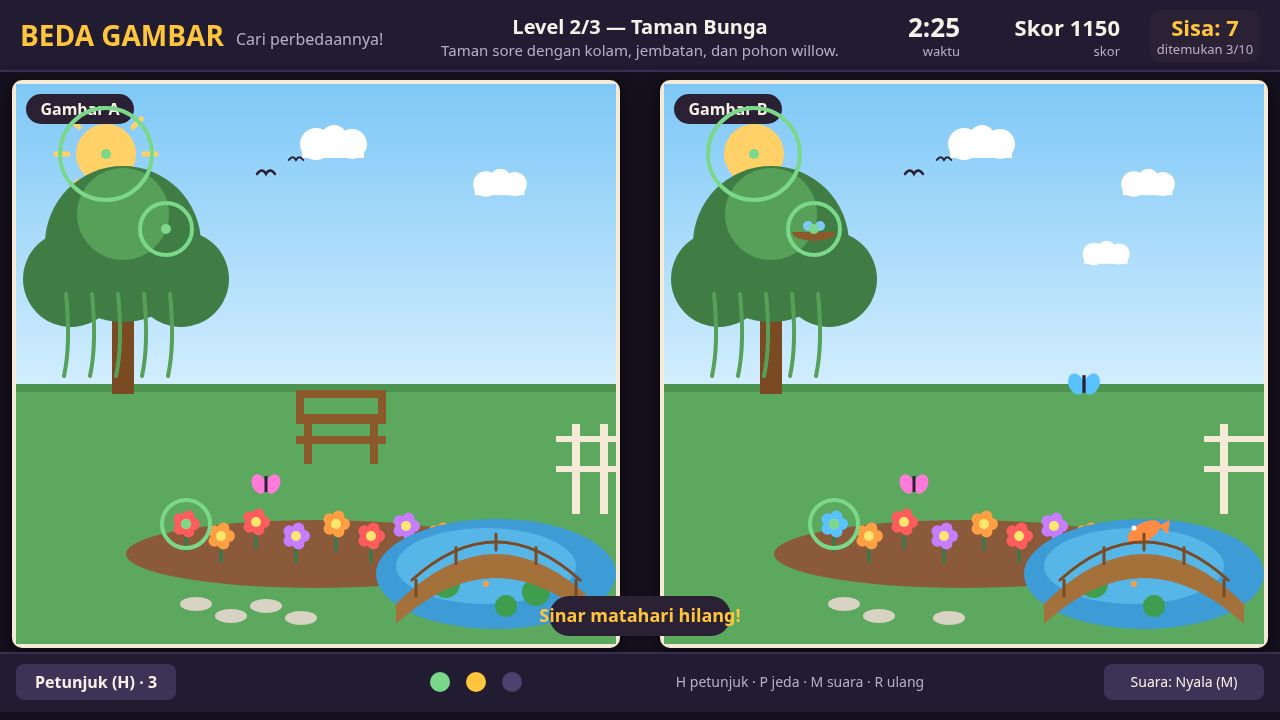 BEDA GAMBAR Cari perbedaannya!
Level 2/3 — Taman Bunga
Taman sore dengan kolam, jembatan, dan pohon willow.
2:25
waktu
Skor 1150
skor
Sisa: 7
ditemukan 3/10
Gambar A
Gambar B
Sinar matahari hilang!
Petunjuk (H) · 3
H petunjuk · P jeda · M suara · R ulang
Suara: Nyala (M)